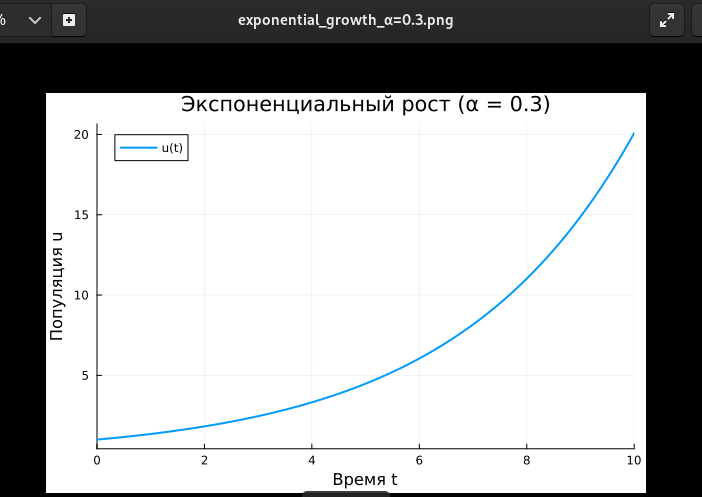 %
exponential_growth_α=0.3.png
Экспоненциальный рост (α = 0.3)
u(t)
20
15
10
5
Популяция u
0 2 4 6 8 10
Время t